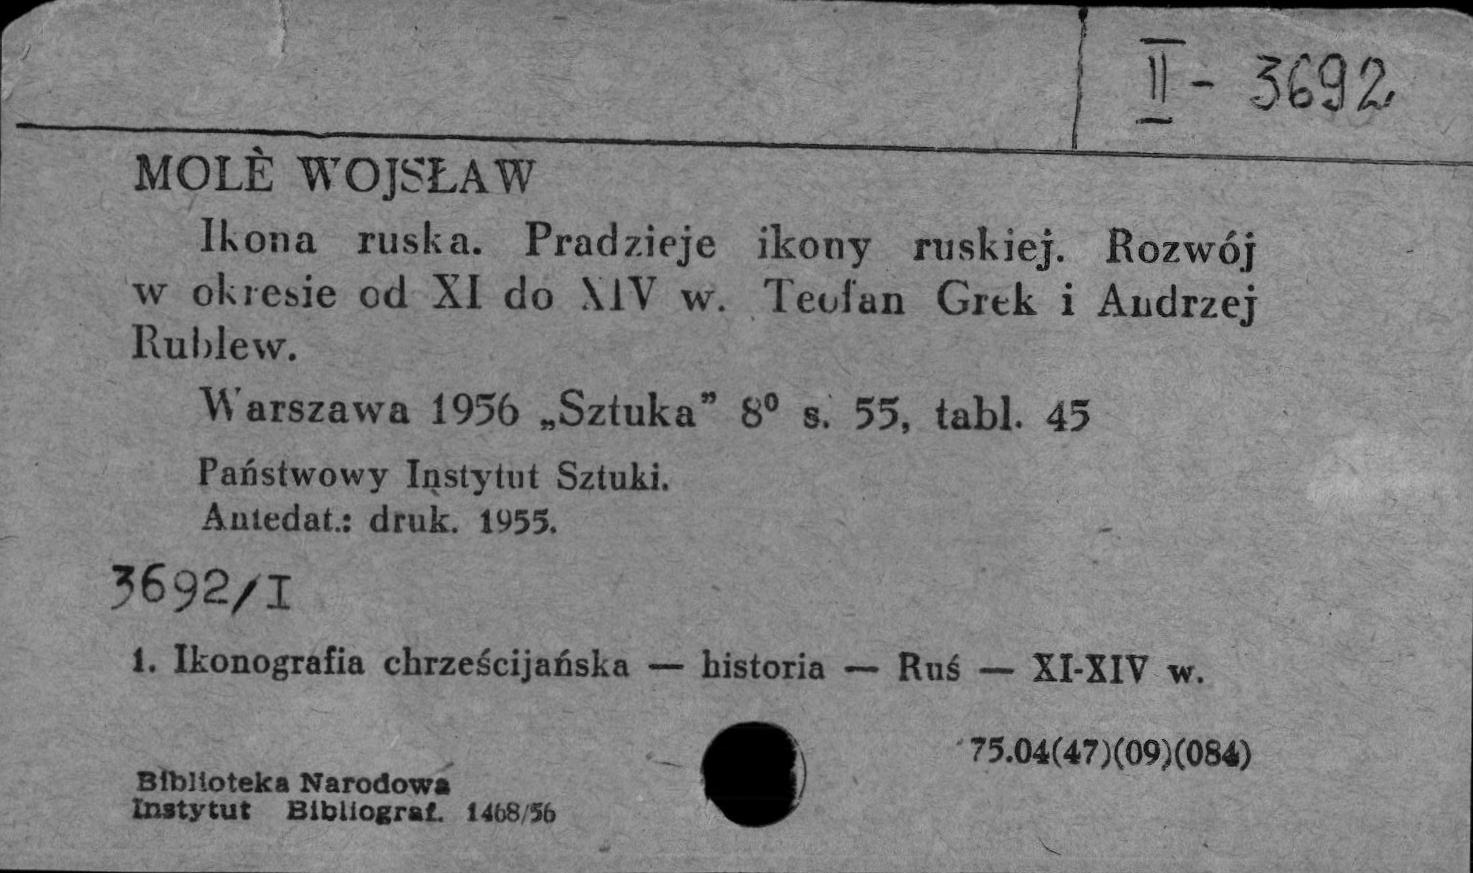 II - 3692
MOLÈ WOJSŁAW
Ikona ruska. Pradzieje ikony ruskiej. Rozwój
w okresie od XI do XIV w. Teofan Grek i Andrzej
Rublew.
Warszawa 1956 „Sztuka” 8⁰ s. 55, tabl. 45
Państwowy Instytut Sztuki.
Antedat.: druk. 1955.
3692/I
1. Ikonografia chrześcijańska — historia — Ruś — XI-XIV w.
75.04(47)(09)(084)
Biblioteka Narodowa
Instytut Bibliograf. 1468/56